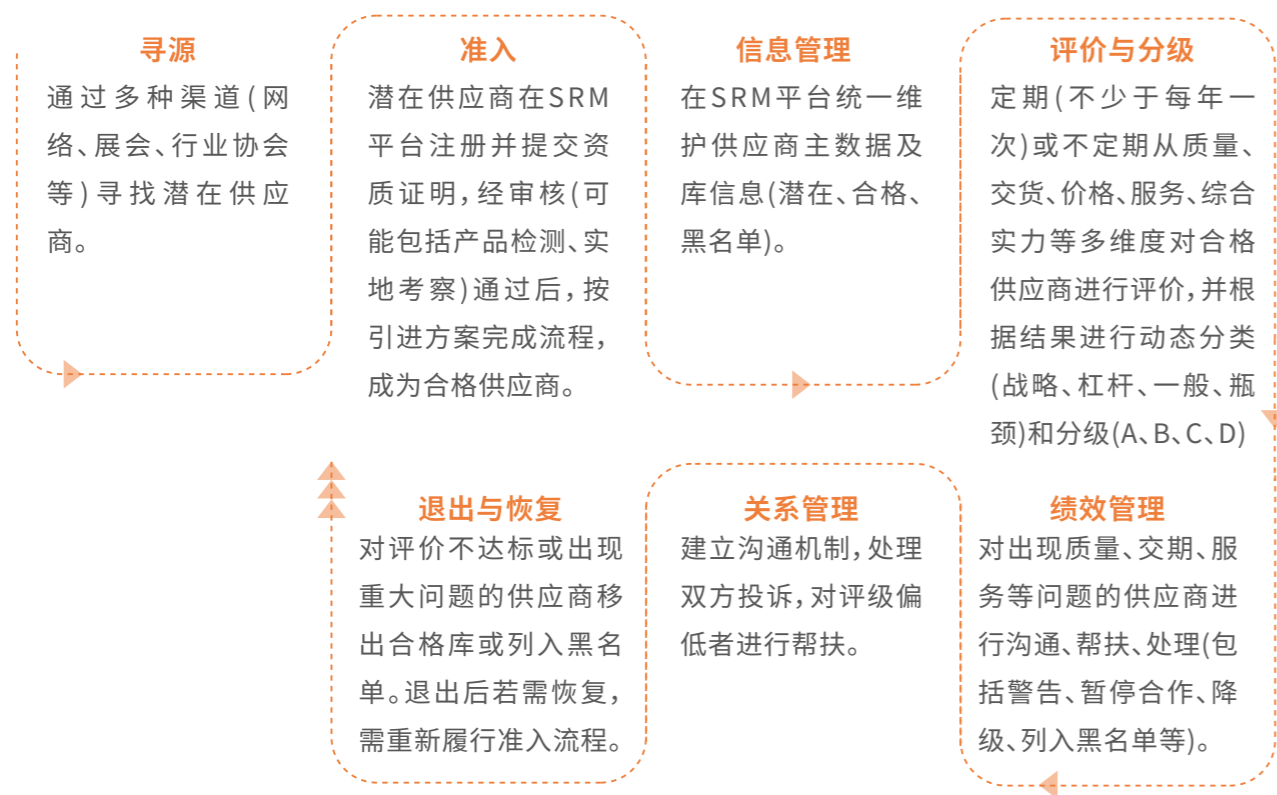 寻源
通过多种渠道(网
络、展会、行业协会
等)寻找潜在供应
商。
准入
潜在供应商在SRM
平台注册并提交资
质证明,经审核(可
能包括产品检测、实
地考察)通过后,按
引进方案完成流程,
成为合格供应商。
信息管理
在SRM平台统一维
护供应商主数据及
库信息(潜在、合格、
黑名单)。
评价与分级
定期(不少于每年一
次)或不定期从质量、
交货、价格、服务、综合
实力等多维度对合格
供应商进行评价,并根
据结果进行动态分类
(战略、杠杆、一般、瓶
颈)和分级(A、B、C、D)
绩效管理
对出现质量、交期、服
务等问题的供应商进
行沟通、帮扶、处理(包
括警告、暂停合作、降
级、列入黑名单等)。
关系管理
建立沟通机制,处理
双方投诉,对评级偏
低者进行帮扶。
退出与恢复
对评价不达标或出现
重大问题的供应商移
出合格库或列入黑名
单。退出后若需恢复,
需重新履行准入流程。